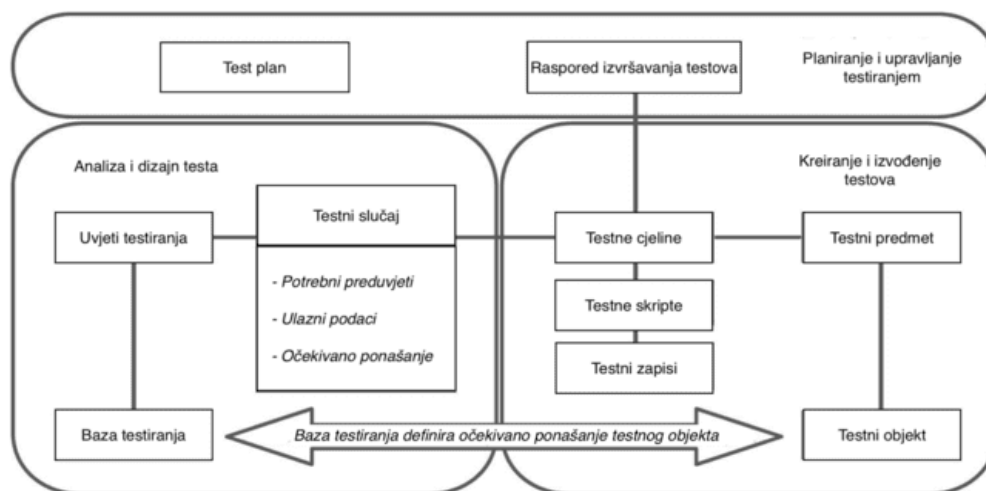 Test plan
Raspored izvršavanja testova
Planiranje i upravljanje
testiranjem
Analiza i dizajn testa
Kreiranje i izvođenje
testova
Testni slučaj
Uvjeti testiranja
Testne cjeline
Testni predmet
- Potrebni preduvjeti
- Ulazni podaci
- Očekivano ponašanje
Testne skripte
Testni zapisi
Baza testiranja
Baza testiranja definira očekivano ponašanje testnog objekta
Testni objekt